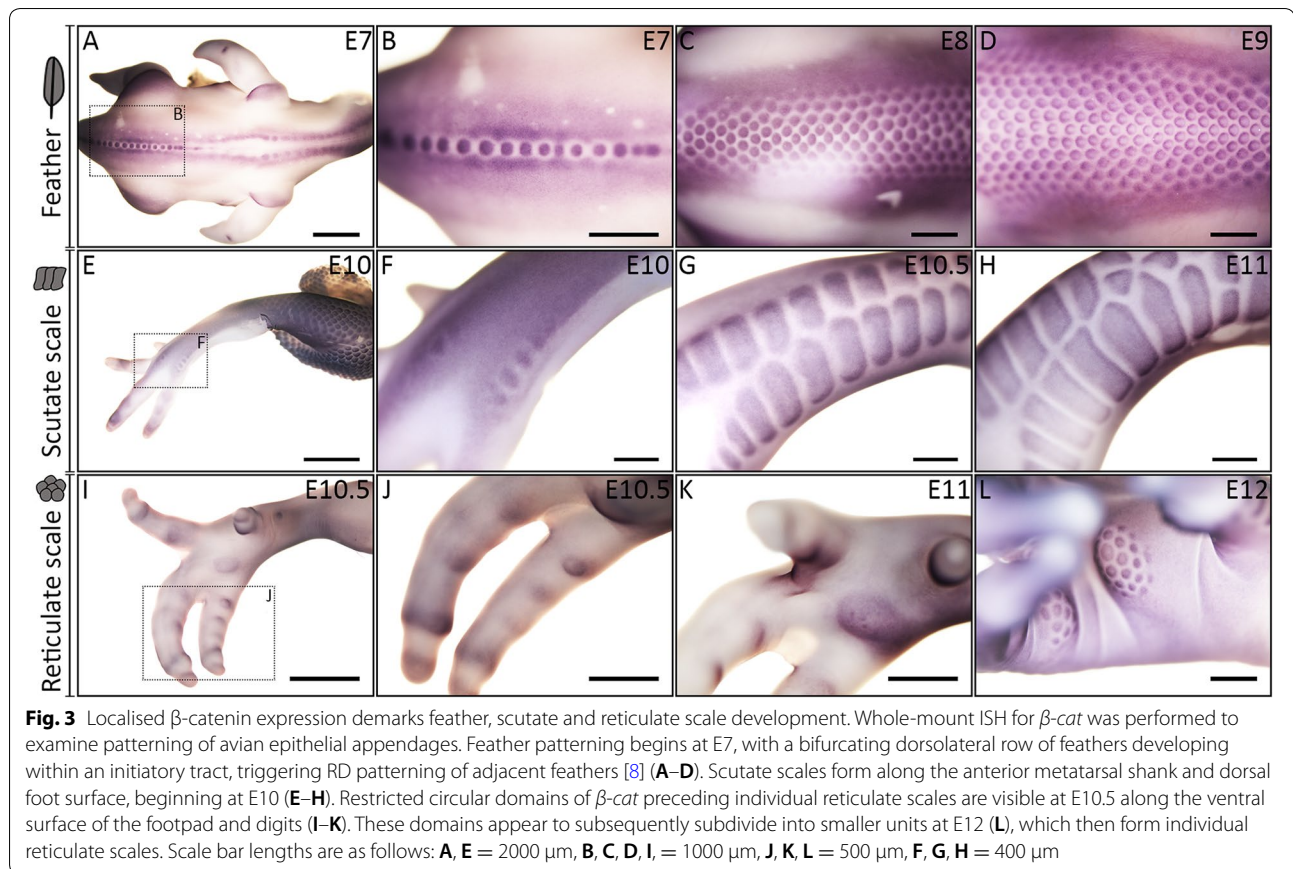 Feather
A
E7
B
B
E7
C
E8
D
E9
Scutate scale
E
E10
F
F
E10
G
E10.5
H
E11
Reticulate scale
I
E10.5
J
J
E10.5
K
E11
L
E12
Fig. 3 Localised β-catenin expression demarks feather, scutate and reticulate scale development. Whole-mount ISH for β-cat was performed to
examine patterning of avian epithelial appendages. Feather patterning begins at E7, with a bifurcating dorsolateral row of feathers developing
within an initiatory tract, triggering RD patterning of adjacent feathers [8] (A–D). Scutate scales form along the anterior metatarsal shank and dorsal
foot surface, beginning at E10 (E–H). Restricted circular domains of β-cat preceding individual reticulate scales are visible at E10.5 along the ventral
surface of the footpad and digits (I–K). These domains appear to subsequently subdivide into smaller units at E12 (L), which then form individual
reticulate scales. Scale bar lengths are as follows: A, E = 2000 µm, B, C, D, I, = 1000 µm, J, K, L = 500 µm, F, G, H = 400 µm